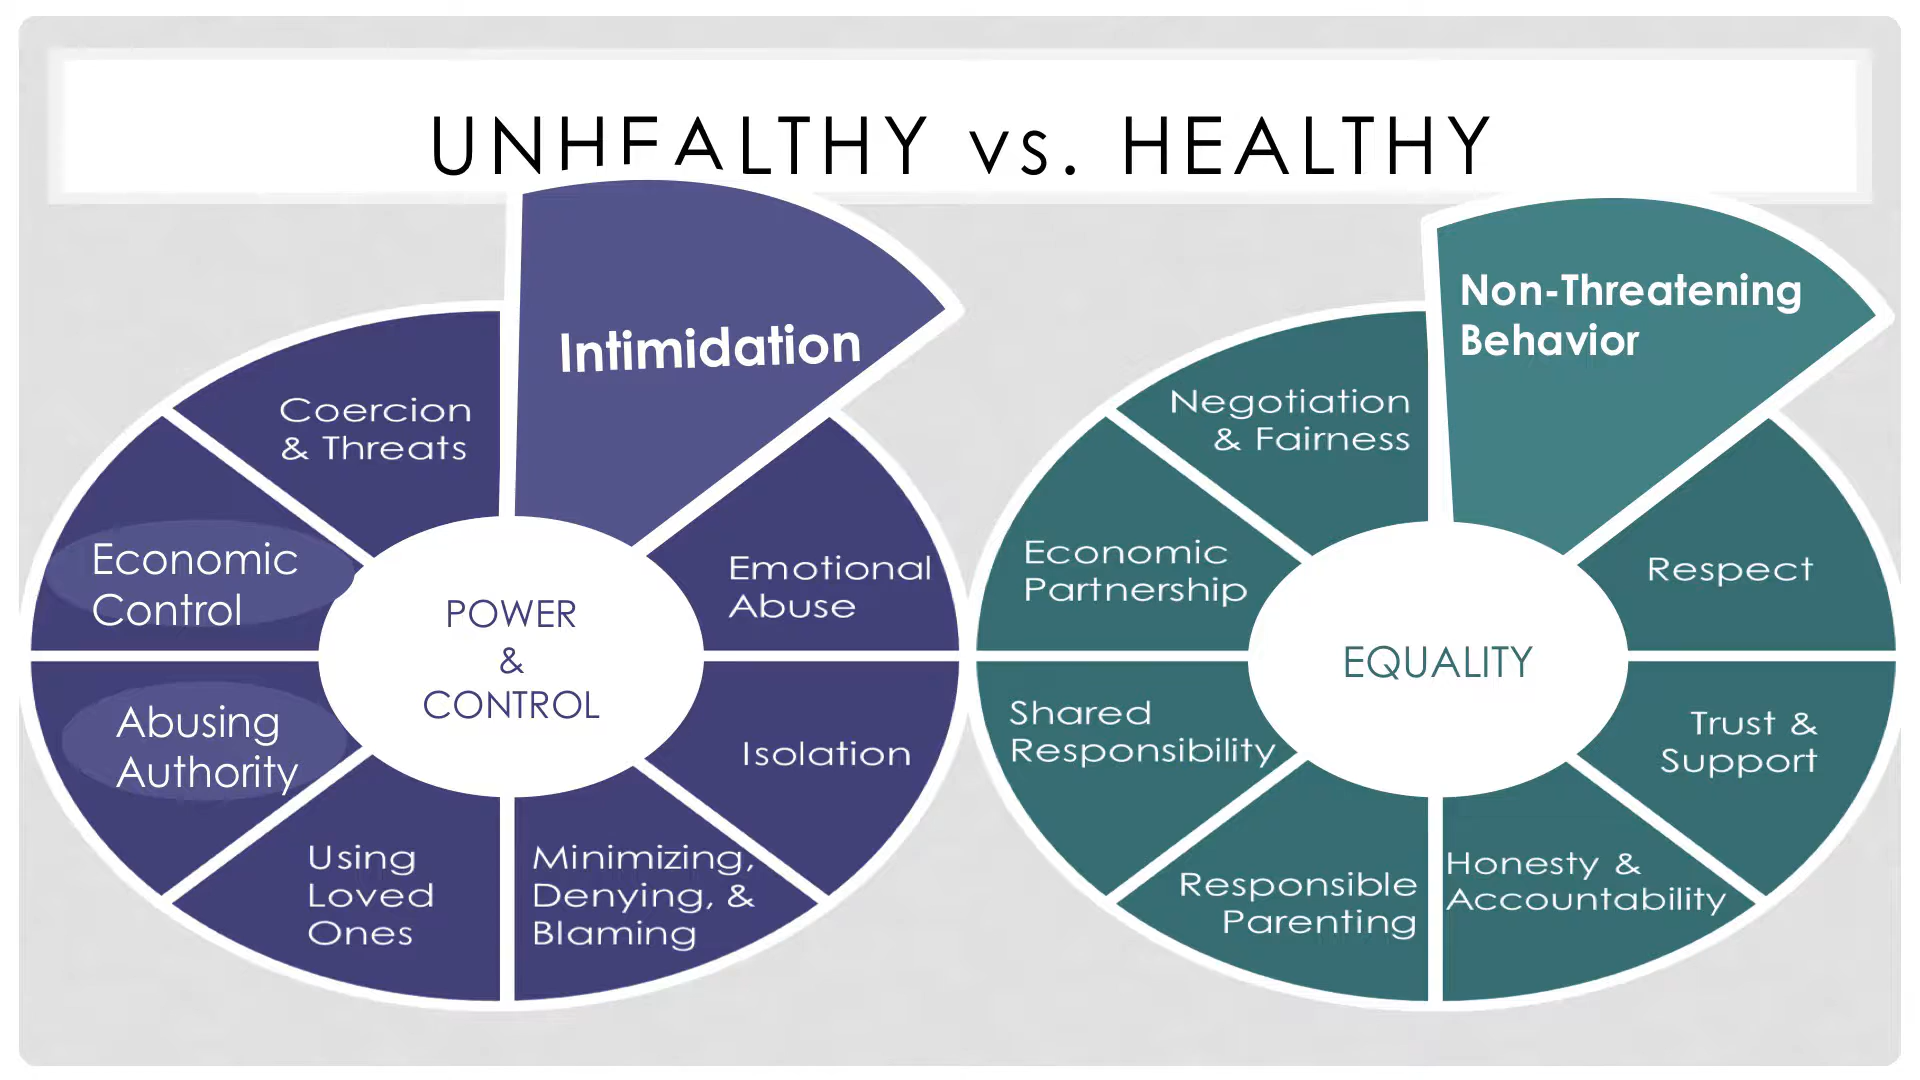 UNHEALTHY vs. HEALTHY
Intimidation
Coercion
& Threats
Economic
Control
Abusing
Authority
Using
Loved
Ones
Minimizing,
Denying, &
Blaming
Isolation
Emotional
Abuse
POWER
&
CONTROL
Non-Threatening
Behavior
Negotiation
& Fairness
Economic
Partnership
Shared
Responsibility
Responsible
Parenting
Honesty &
Accountability
Trust &
Support
Respect
EQUALITY